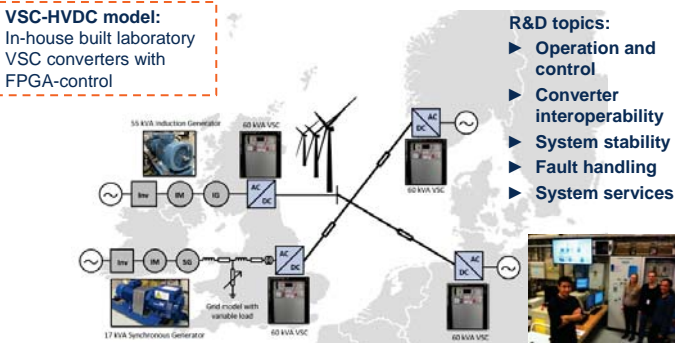 VSC-HVDC model:
In-house built laboratory
VSC converters with
FPGA-control
R&D topics:
► Operation and
control
► Converter
interoperability
► System stability
► Fault handling
► System services
55 kVA Induction Generator
60 kVA VSC
AC
DC
60 kVA VSC
Inv
IM
IG
AC
DC
Inv
IM
SG
AC
DC
AC
DC
Grid model with
variable load
17 kVA Synchronous Generator
60 kVA VSC
60 kVA VSC